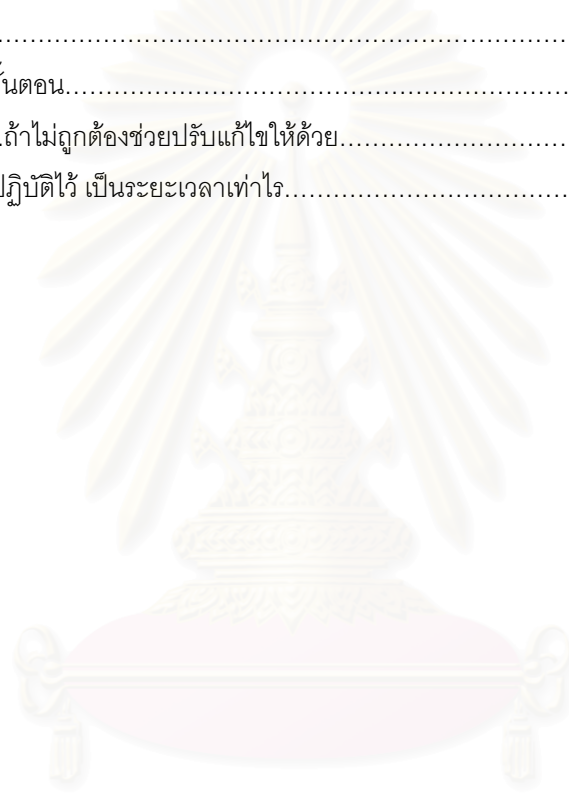 ...........................................................................
ั้นตอน...................................................................
.ถ้าไม่ถูกต้องช่วยปรับแก้ไขให้ด้วย..............................
ปฏิบัติไว้ เป็นระยะเวลาเท่าไร......................................